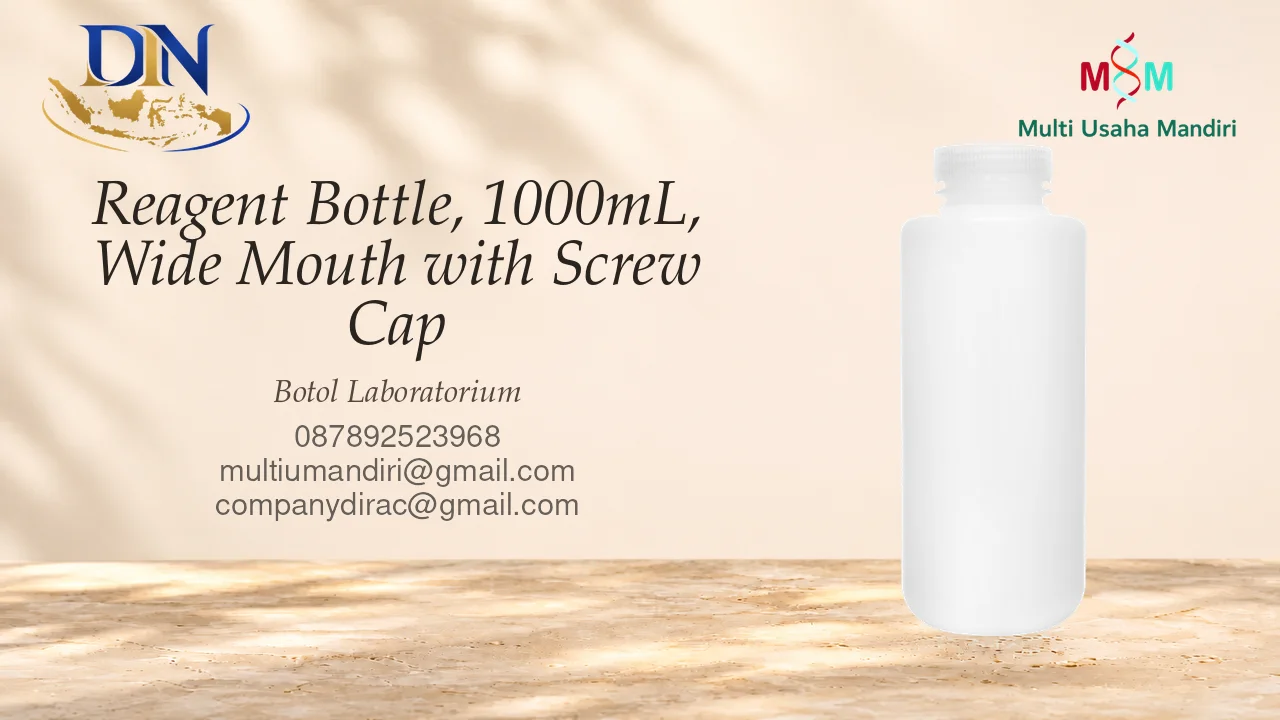 DIN
MSM
Multi Usaha Mandiri
Reagent Bottle, 1000mL,
Wide Mouth with Screw
Cap
Botol Laboratorium
087892523968
multiumandiri@gmail.com
companydirac@gmail.com